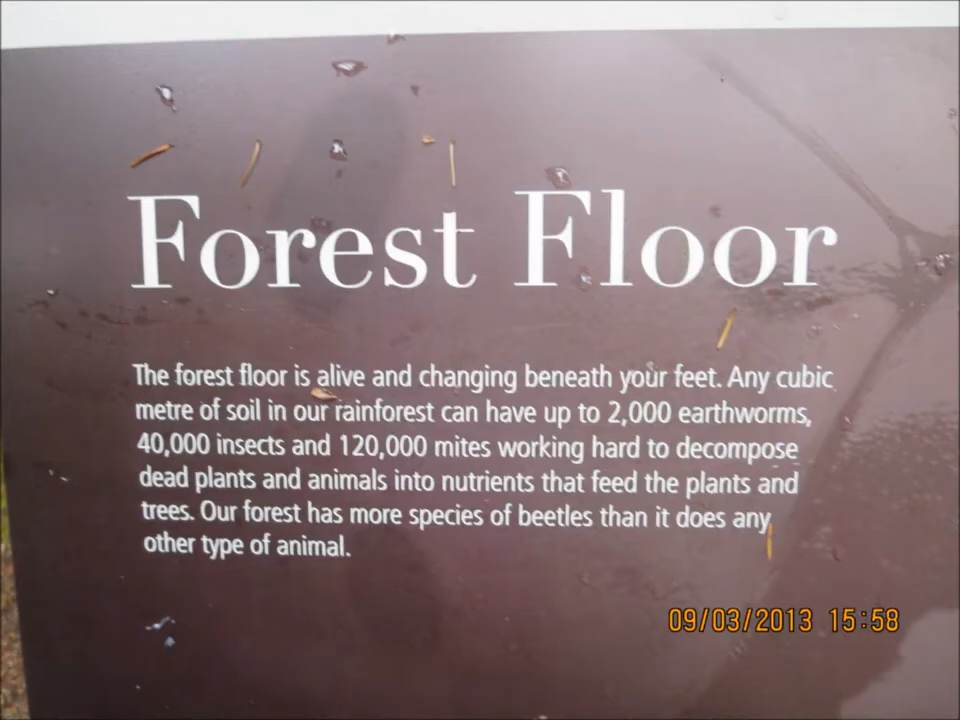 Forest Floor
The forest floor is alive and changing beneath your feet. Any cubic
metre of soil in our rainforest can have up to 2,000 earthworms,
40,000 insects and 120,000 mites working hard to decompose
dead plants and animals into nutrients that feed the plants and
trees. Our forest has more species of beetles than it does any
other type of animal.
09/03/2013 15:58